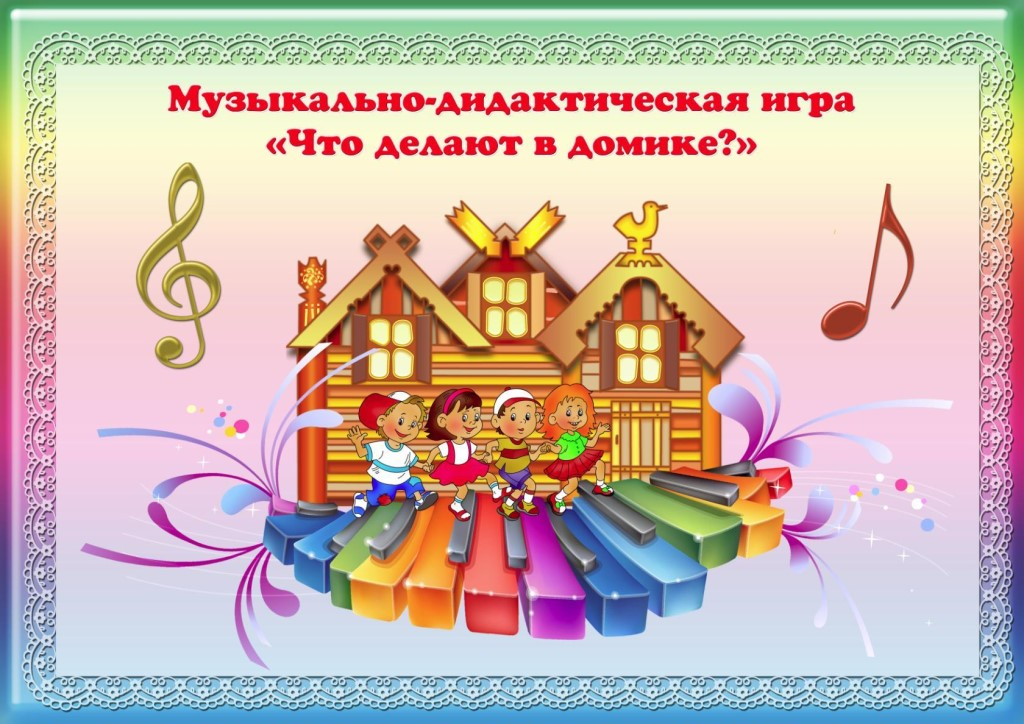 Музыкально-дидактическая игра
«Что делают в домике?»